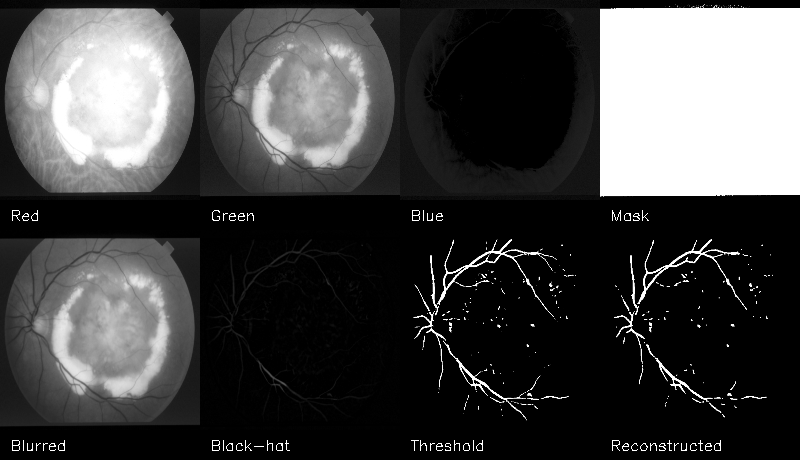 Red
Green
Blue
Mask
Blurred
Black-hat
Threshold
Reconstructed